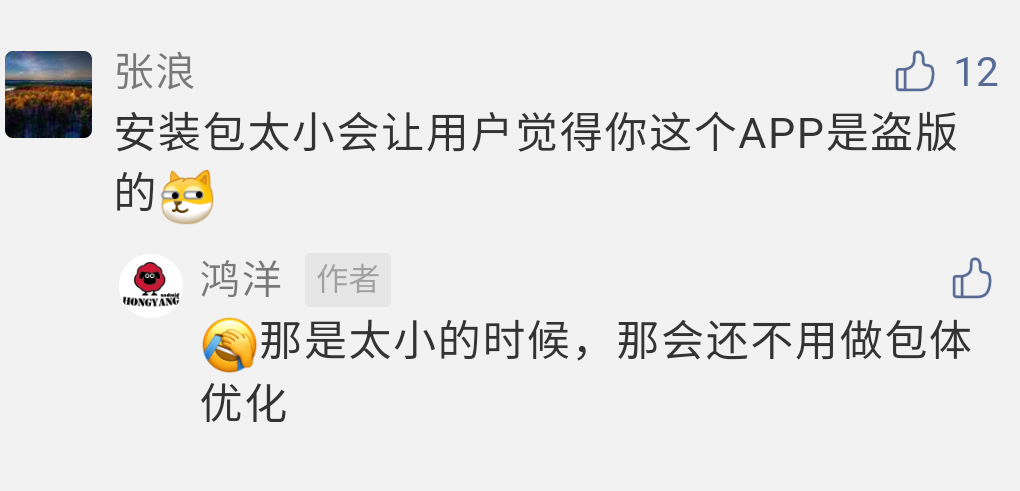 张浪
12
安装包太小会让用户觉得你这个APP是盗版
的
鸿洋 作者
android
HONGYANG
那是太小的时候，那会还不用做包体
优化